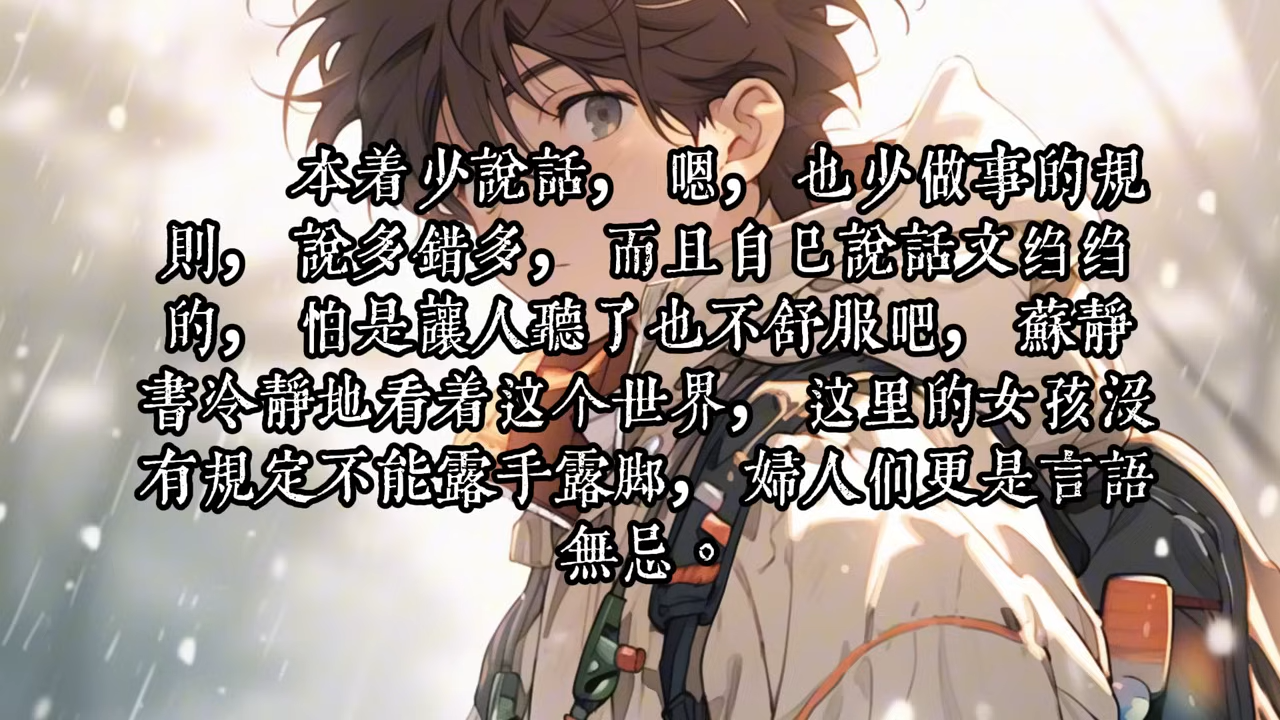 本着少說話， 嗯， 也少做事的規
則， 說多錯多， 而且自已說話文绉绉
的， 怕是讓人聽了也不舒服吧， 蘇靜
書冷靜地看着这个世界， 这里的女孩没
有規定不能露手露脚， 婦人们更是言語
無忌。